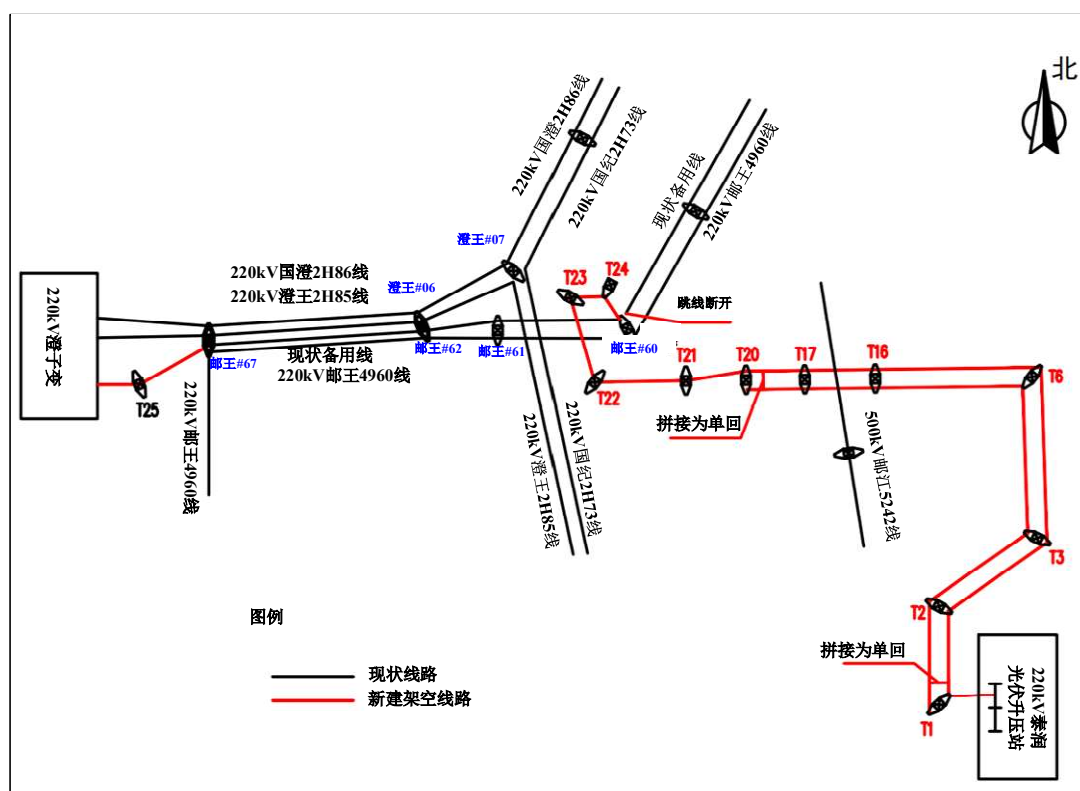 北
220kV国澄2H86线
220kV国纪2H73线
现状备用线
220kV邮王4960线
澄王#07
220kV国澄2H86线
220kV澄王2H85线
澄王#06
T23
T24
跳线断开
220kV澄子变
邮王#67
现状备用线
220kV邮王4960线
邮王#62
邮王#61
邮王#60
T25
T22
T21
T20
T17
T16
T6
拼接为单回
220kV邮王4960线
220kV澄王2H85线
220kV国纪2H73线
500kV邮江5242线
T3
T2
图例
现状线路
新建架空线路
拼接为单回
T1
220kV泰润
光伏升压站